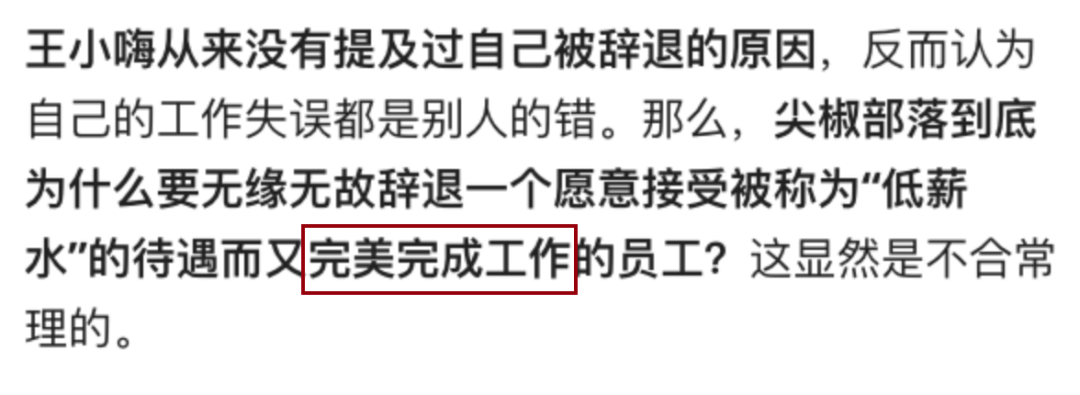 王小嗨从来没有提及过自己被辞退的原因，反而认为
自己的工作失误都是别人的错。那么，尖椒部落到底
为什么要无缘无故辞退一个愿意接受被称为“低薪
水”的待遇而又完美完成工作的员工？这显然是不合常
理的。